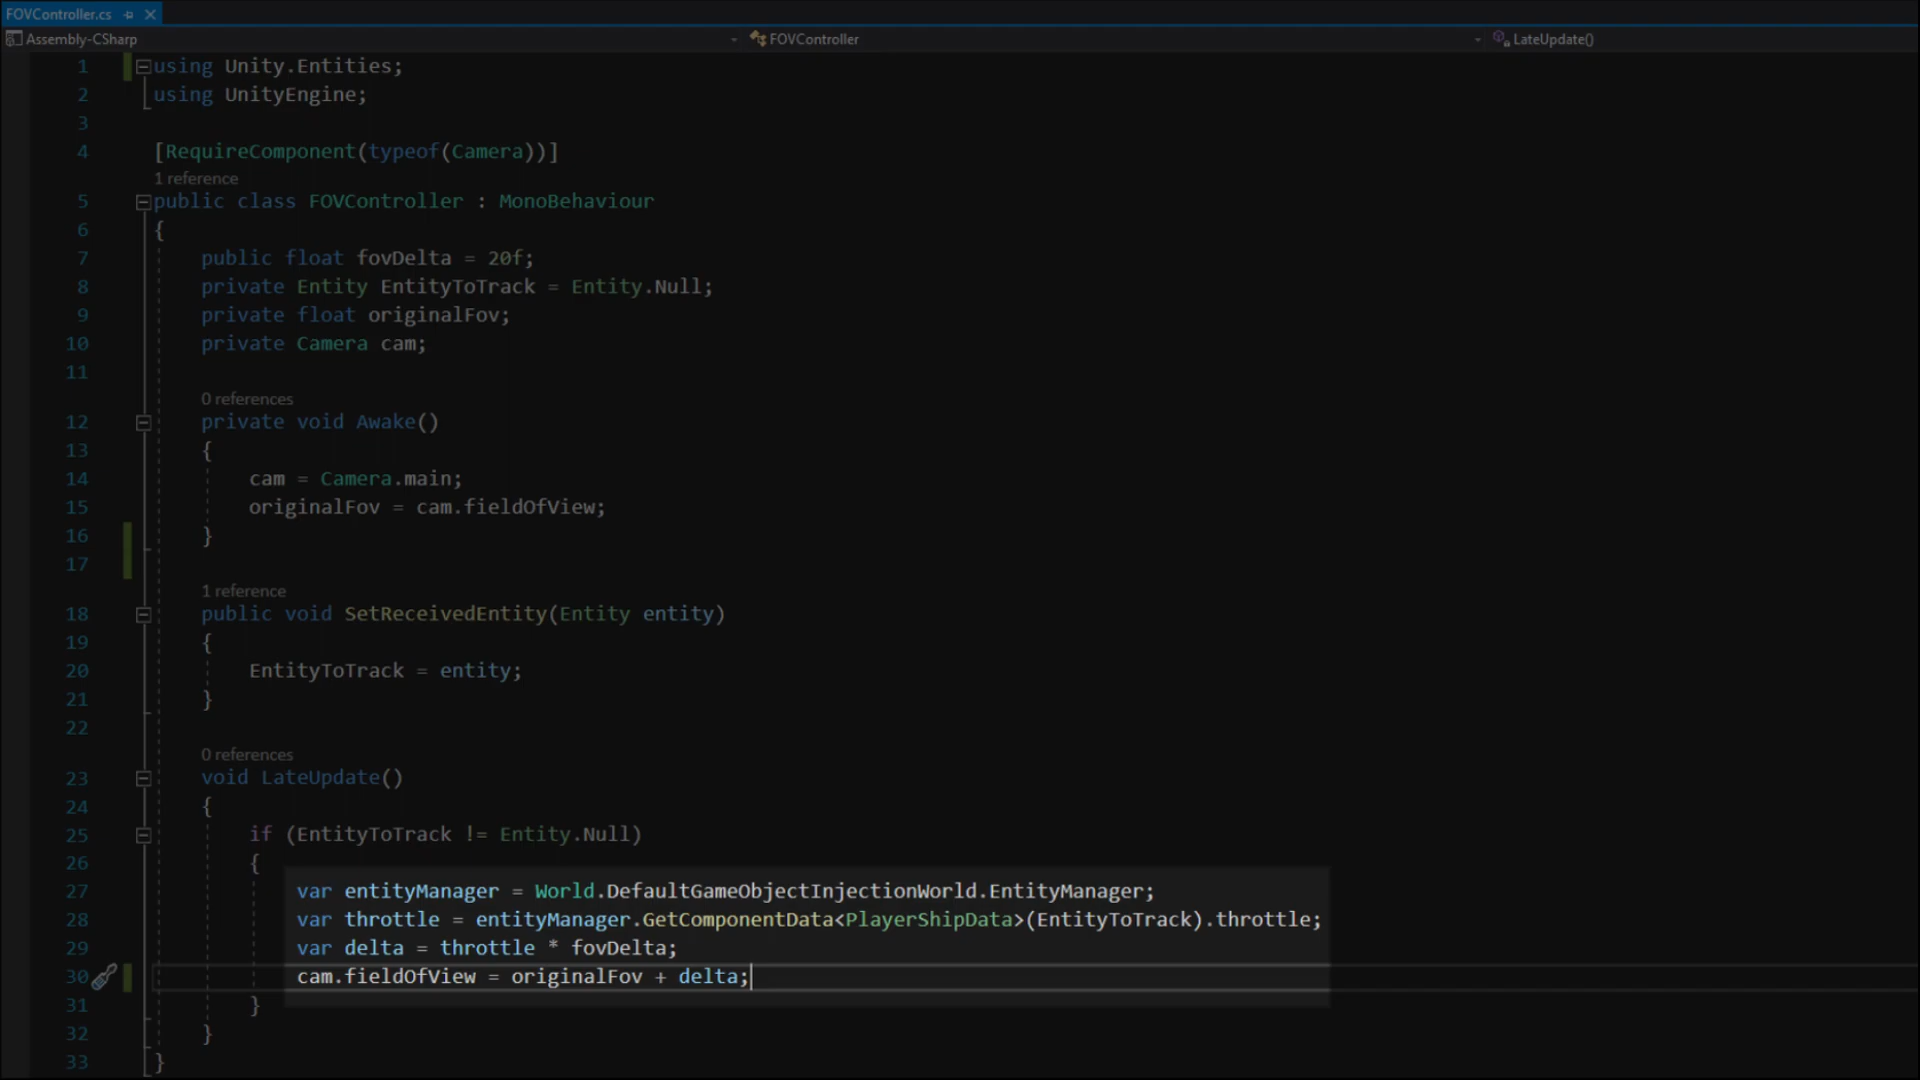 FOVController.cs
Assembly-CSharp FOVController LateUpdate()
1 using Unity.Entities;
2 using UnityEngine;
3
4 [RequireComponent(typeof(Camera))]
1 reference
5 public class FOVController : MonoBehaviour
6 {
7 public float fovDelta = 20f;
8 private Entity EntityToTrack = Entity.Null;
9 private float originalFov;
10 private Camera cam;
11
0 references
12 private void Awake()
13 {
14 cam = Camera.main;
15 originalFov = cam.fieldOfView;
16 }
17
1 reference
18 public void SetReceivedEntity(Entity entity)
19 {
20 EntityToTrack = entity;
21 }
22
0 references
23 void LateUpdate()
24 {
25 if (EntityToTrack != Entity.Null)
26 {
27 var entityManager = World.DefaultGameObjectInjectionWorld.EntityManager;
28 var throttle = entityManager.GetComponentData<PlayerShipData>(EntityToTrack).throttle;
29 var delta = throttle * fovDelta;
30 cam.fieldOfView = originalFov + delta;
31 }
32 }
33 }